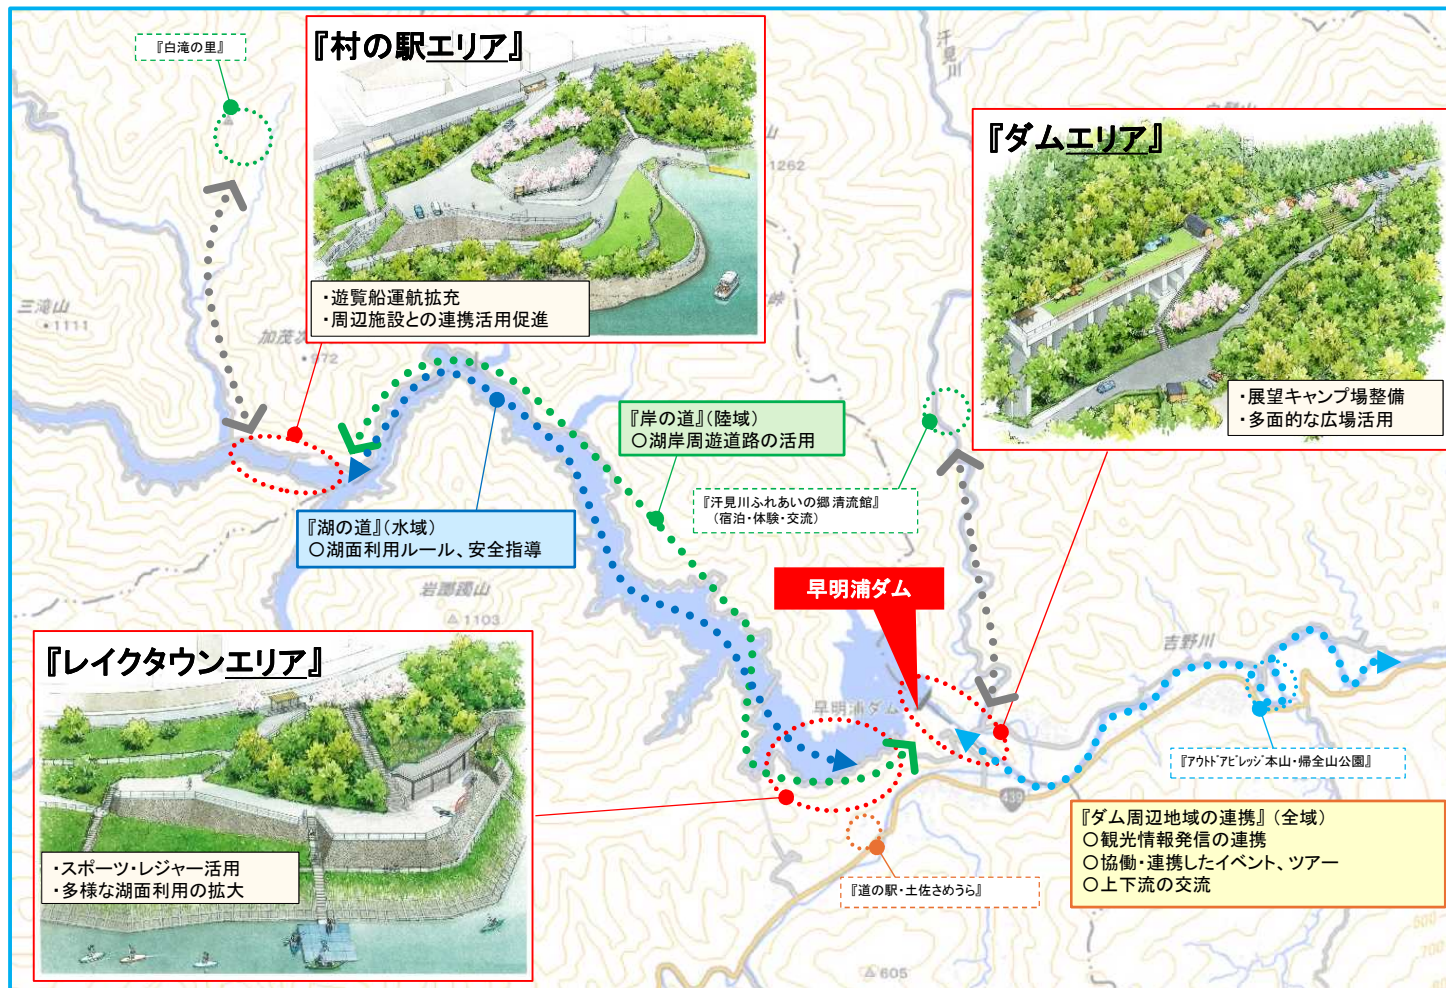 『白滝の里』
『村の駅エリア』
・遊覧船運航拡充
・周辺施設との連携活用促進
汗見川
『ダムエリア』
・展望キャンプ場整備
・多面的な広場活用
1262
峠
三滝山
・1111
加茂
・972
『岸の道』(陸域)
〇湖岸周遊道路の活用
『汗見川ふれあいの郷 清流館』
(宿泊・体験・交流)
『湖の道』(水域)
〇湖面利用ルール、安全指導
早明浦ダム
岩躑躅山
△1103
吉野川
『レイクタウンエリア』
・スポーツ・レジャー活用
・多様な湖面利用の拡大
早明浦ダム
439
『アウトドアビレッジ本山・帰全山公園』
『ダム周辺地域の連携』(全域)
〇観光情報発信の連携
〇協働・連携したイベント、ツアー
〇上下流の交流
『道の駅・土佐さめうら』
△605
500
700